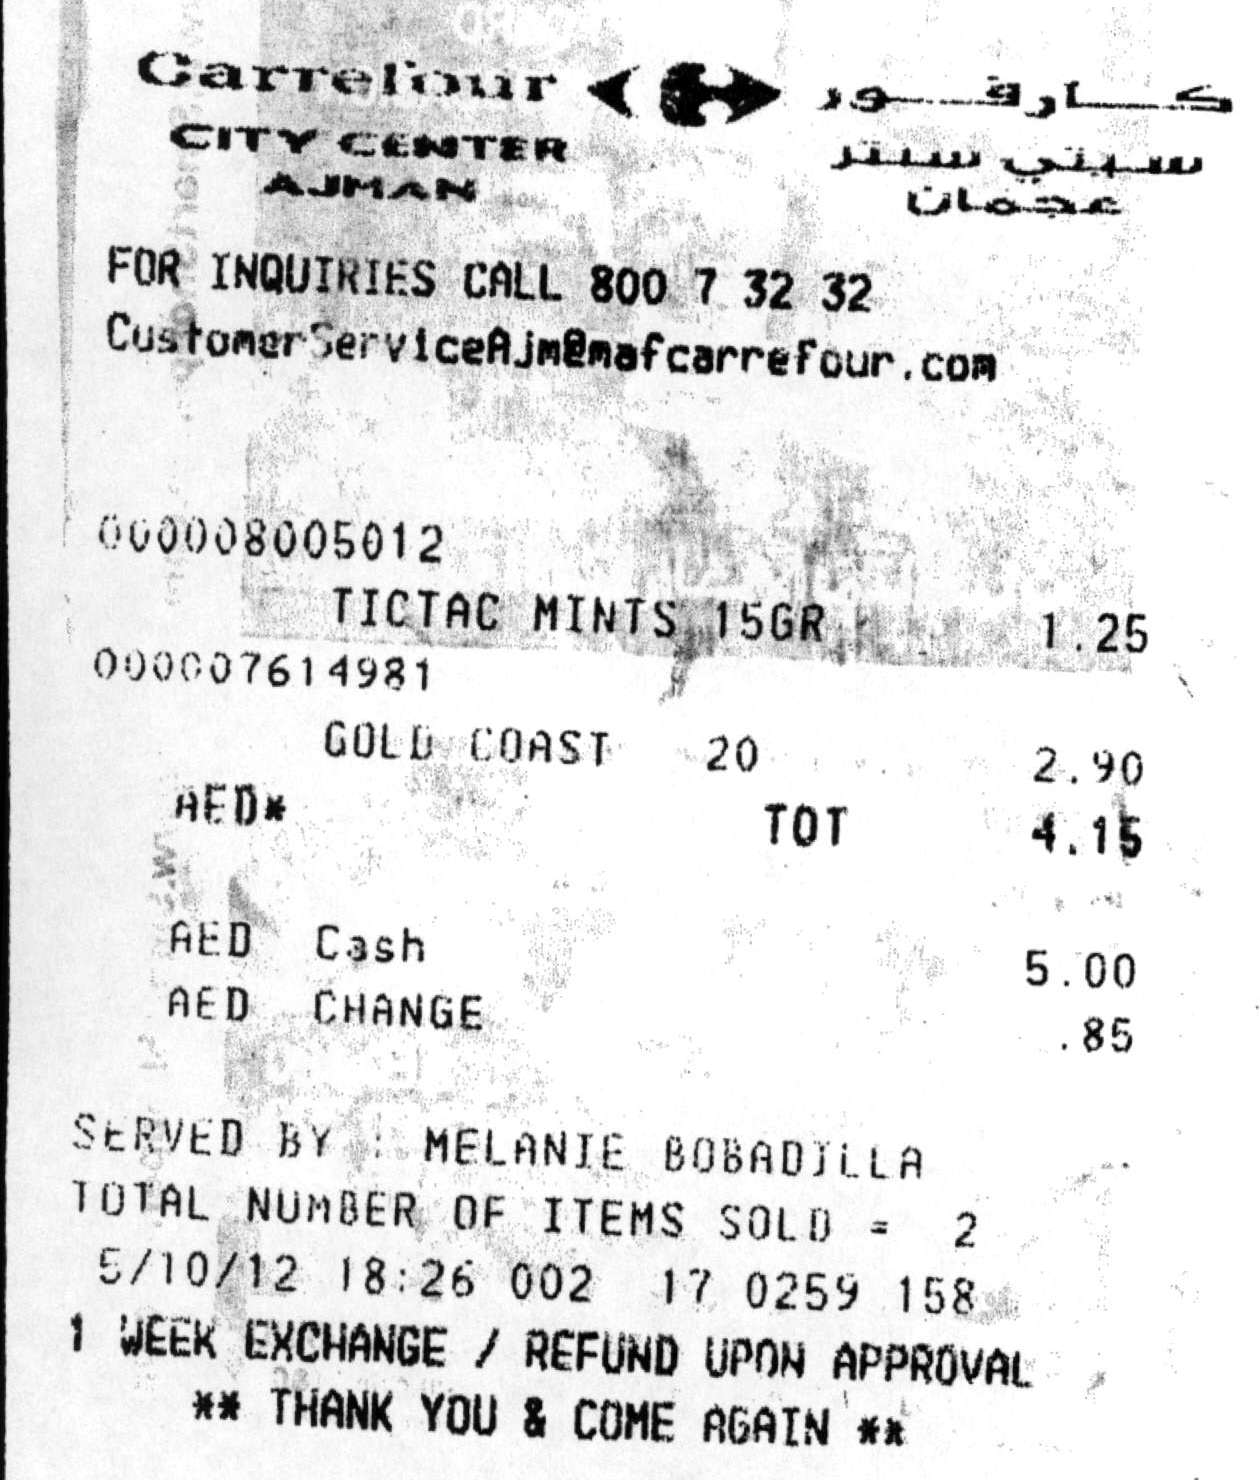 Carrefour كارفور
CITY CENTER سيتي سنتر
AJMAN عجمان
FOR INQUIRIES CALL 800 7 32 32
CustomerServiceAjm@mafcarrefour.com
000008005012
TICTAC MINTS 15GR 1.25
000007614981
GOLD COAST 20 2.90
AED* TOT 4.15
AED Cash 5.00
AED CHANGE .85
SERVED BY : MELANIE BOBADILLA
TOTAL NUMBER OF ITEMS SOLD = 2
5/10/12 18:26 002 17 0259 158
1 WEEK EXCHANGE / REFUND UPON APPROVAL
** THANK YOU & COME AGAIN **